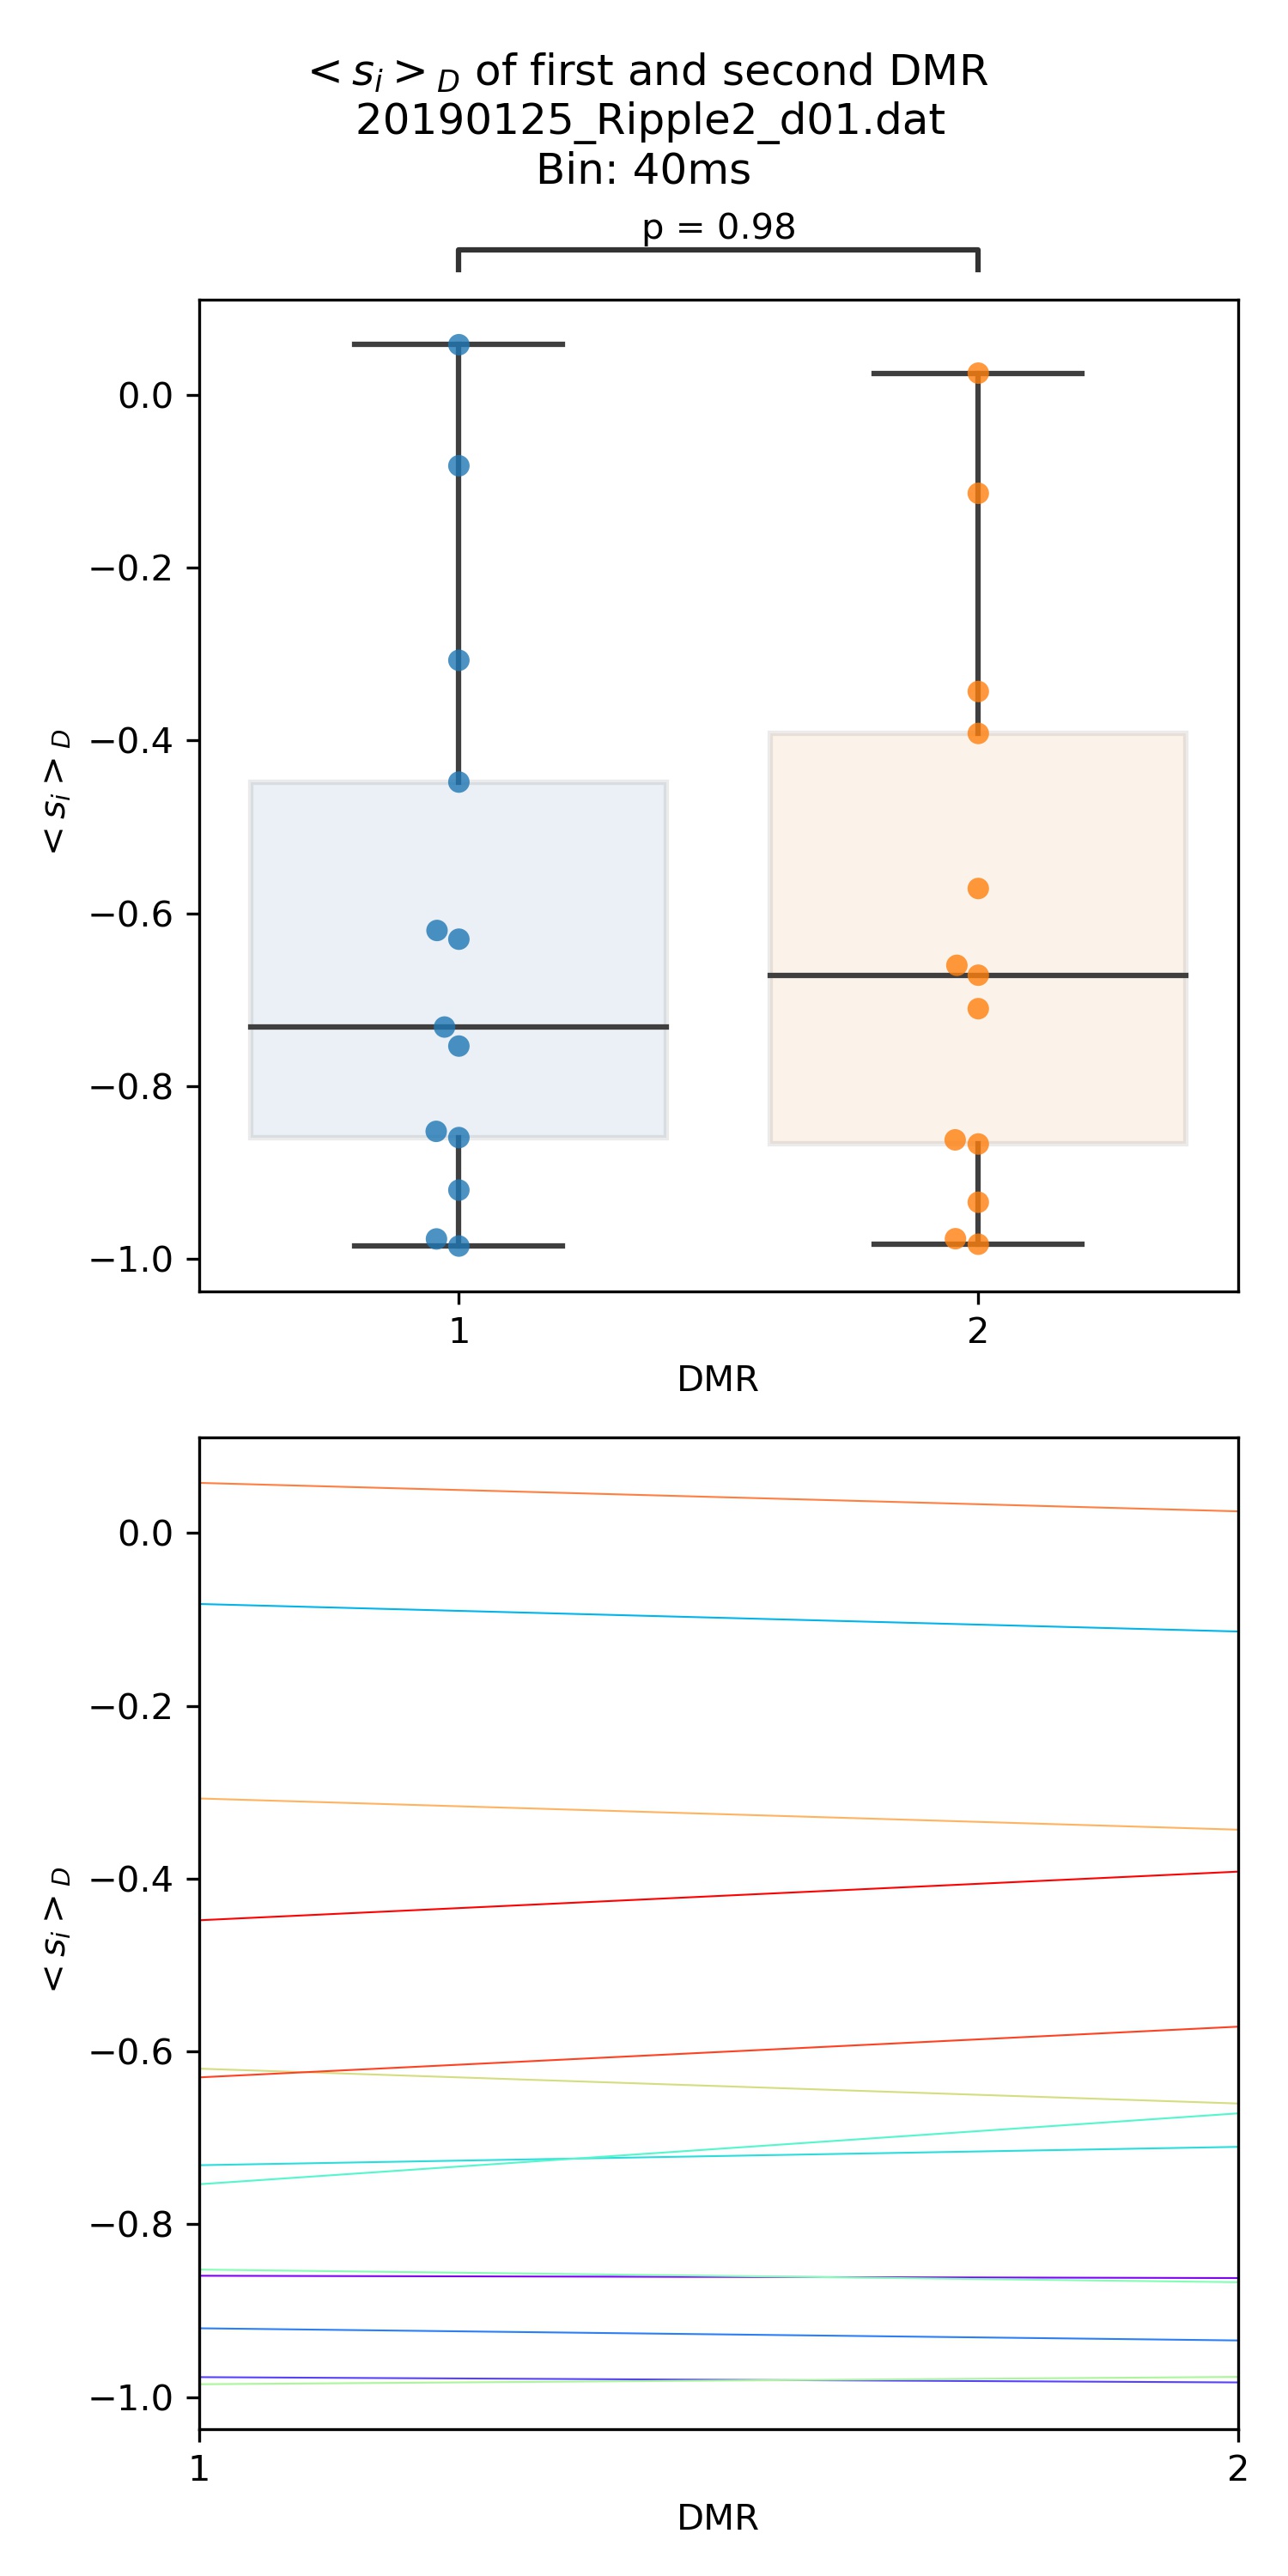 < s_i >_D of first and second DMR
20190125_Ripple2_d01.dat
Bin: 40ms
p = 0.98
0.0
−0.2
−0.4
−0.6
−0.8
−1.0
< s_i >_D
1
2
DMR
0.0
−0.2
−0.4
−0.6
−0.8
−1.0
< s_i >_D
1
2
DMR